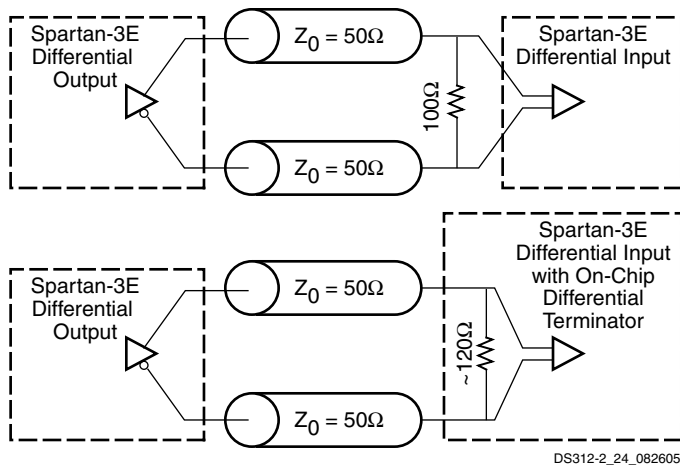 Spartan-3E
Differential
Output
Z0 = 50Ω
Z0 = 50Ω
100Ω
Spartan-3E
Differential Input
Spartan-3E
Differential
Output
Z0 = 50Ω
Z0 = 50Ω
~120Ω
Spartan-3E
Differential Input
with On-Chip
Differential
Terminator
DS312-2_24_082605